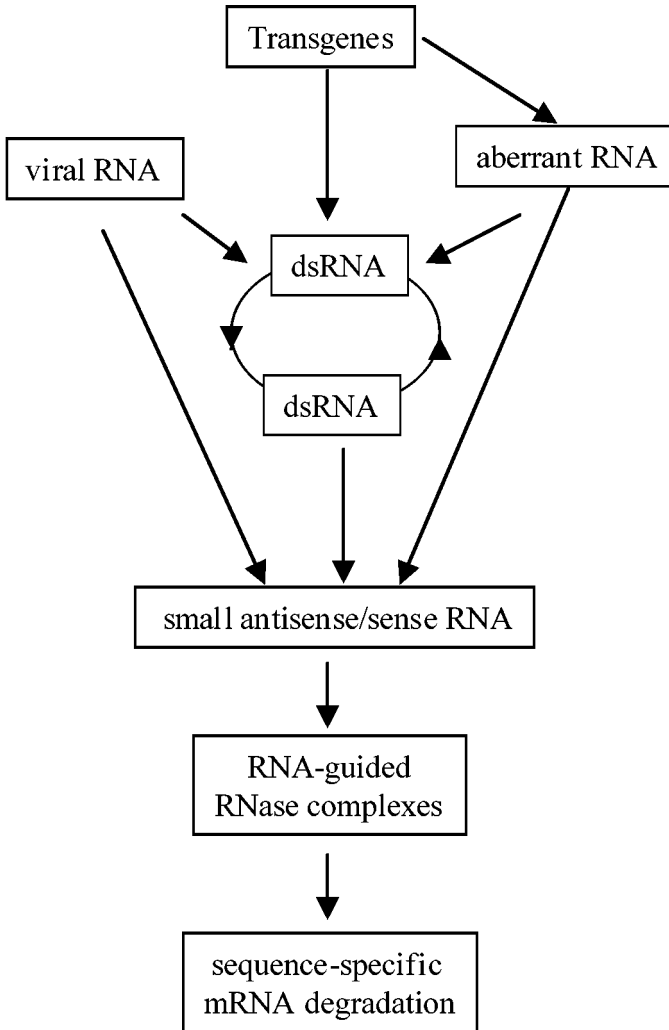 Transgenes
viral RNA
aberrant RNA
dsRNA
dsRNA
small antisense/sense RNA
RNA-guided
RNase complexes
sequence-specific
mRNA degradation